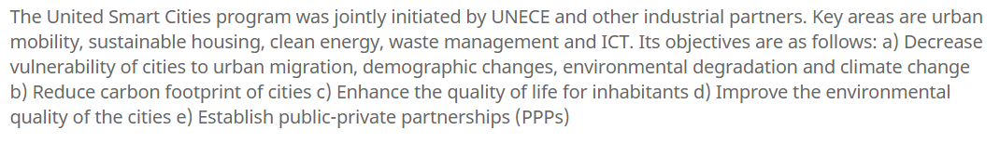 The United Smart Cities program was jointly initiated by UNECE and other industrial partners. Key areas are urban
mobility, sustainable housing, clean energy, waste management and ICT. Its objectives are as follows: a) Decrease
vulnerability of cities to urban migration, demographic changes, environmental degradation and climate change
b) Reduce carbon footprint of cities c) Enhance the quality of life for inhabitants d) Improve the environmental
quality of the cities e) Establish public-private partnerships (PPPs)